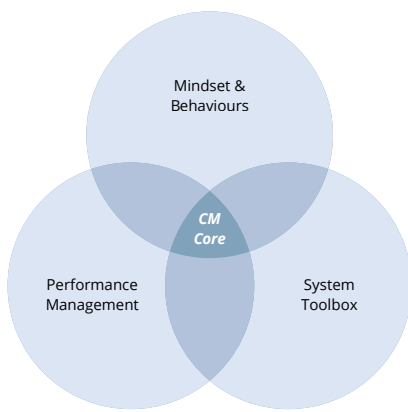 Mindset &
Behaviours
CM
Core
Performance
Management
System
Toolbox